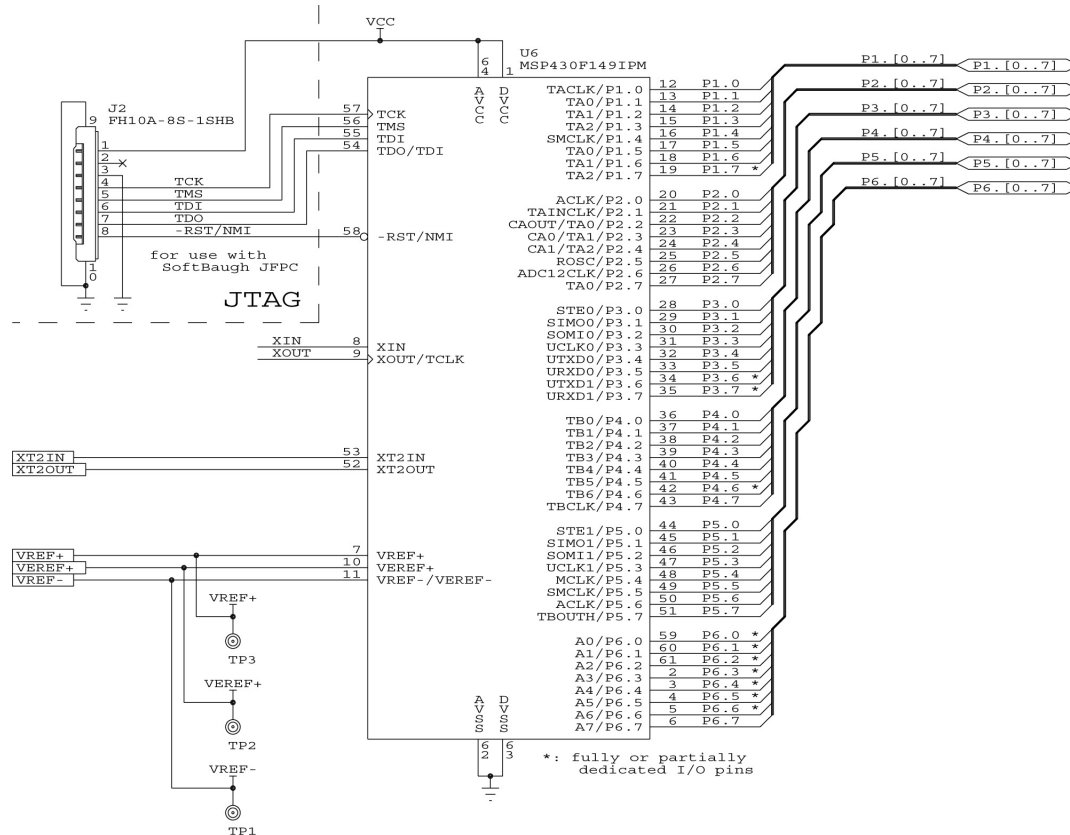 VCC
U6
MSP430F149IPM
64 1
AVCC DVCC
J2
FH10A-8S-1SHB
9
1
2
3
4 TCK
5 TMS
6 TDI
7 TDO
8 -RST/NMI
10
for use with
SoftBaugh JFPC
JTAG
57 TCK
56 TMS
55 TDI
54 TDO/TDI
58 -RST/NMI
XIN 8 XIN
XOUT 9 XOUT/TCLK
XT2IN 53 XT2IN
XT2OUT 52 XT2OUT
VREF+ 7 VREF+
VEREF+ 10 VEREF+
VREF- 11 VREF-/VEREF-
VREF+
TP3
VEREF+
TP2
VREF-
TP1
TACLK/P1.0 12 P1.0
TA0/P1.1 13 P1.1
TA1/P1.2 14 P1.2
TA2/P1.3 15 P1.3
SMCLK/P1.4 16 P1.4
TA0/P1.5 17 P1.5
TA1/P1.6 18 P1.6
TA2/P1.7 19 P1.7 *
ACLK/P2.0 20 P2.0
TAINCLK/P2.1 21 P2.1
CAOUT/TA0/P2.2 22 P2.2
CA0/TA1/P2.3 23 P2.3
CA1/TA2/P2.4 24 P2.4
ROSC/P2.5 25 P2.5
ADC12CLK/P2.6 26 P2.6
TA0/P2.7 27 P2.7
STE0/P3.0 28 P3.0
SIMO0/P3.1 29 P3.1
SOMI0/P3.2 30 P3.2
UCLK0/P3.3 31 P3.3
UTXD0/P3.4 32 P3.4
URXD0/P3.5 33 P3.5
UTXD1/P3.6 34 P3.6 *
URXD1/P3.7 35 P3.7 *
TB0/P4.0 36 P4.0
TB1/P4.1 37 P4.1
TB2/P4.2 38 P4.2
TB3/P4.3 39 P4.3
TB4/P4.4 40 P4.4
TB5/P4.5 41 P4.5
TB6/P4.6 42 P4.6 *
TBCLK/P4.7 43 P4.7
STE1/P5.0 44 P5.0
SIMO1/P5.1 45 P5.1
SOMI1/P5.2 46 P5.2
UCLK1/P5.3 47 P5.3
MCLK/P5.4 48 P5.4
SMCLK/P5.5 49 P5.5
ACLK/P5.6 50 P5.6
TBOUTH/P5.7 51 P5.7
A0/P6.0 59 P6.0 *
A1/P6.1 60 P6.1 *
A2/P6.2 61 P6.2 *
A3/P6.3 2 P6.3 *
A4/P6.4 3 P6.4 *
A5/P6.5 4 P6.5 *
A6/P6.6 5 P6.6 *
A7/P6.7 6 P6.7
AVSS DVSS
62 63
*: fully or partially
dedicated I/O pins
P1.[0..7] P1.[0..7]
P2.[0..7] P2.[0..7]
P3.[0..7] P3.[0..7]
P4.[0..7] P4.[0..7]
P5.[0..7] P5.[0..7]
P6.[0..7] P6.[0..7]